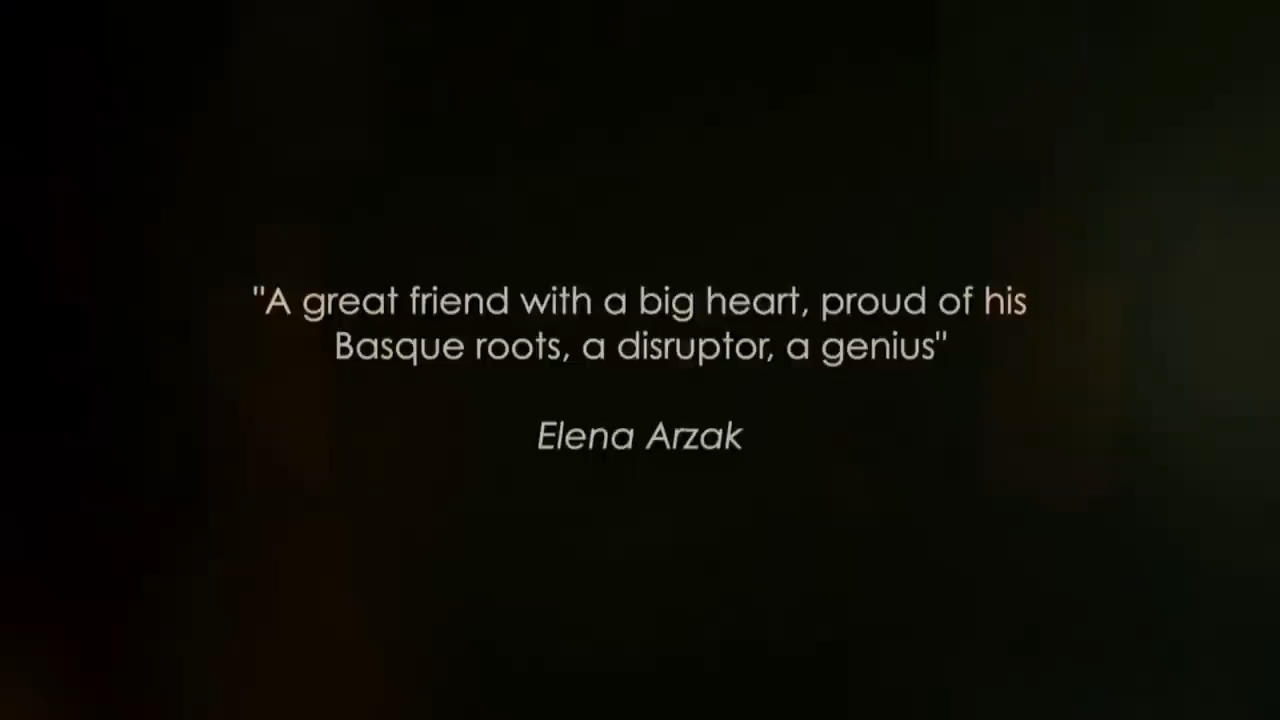 "A great friend with a big heart, proud of his
Basque roots, a disruptor, a genius"
Elena Arzak